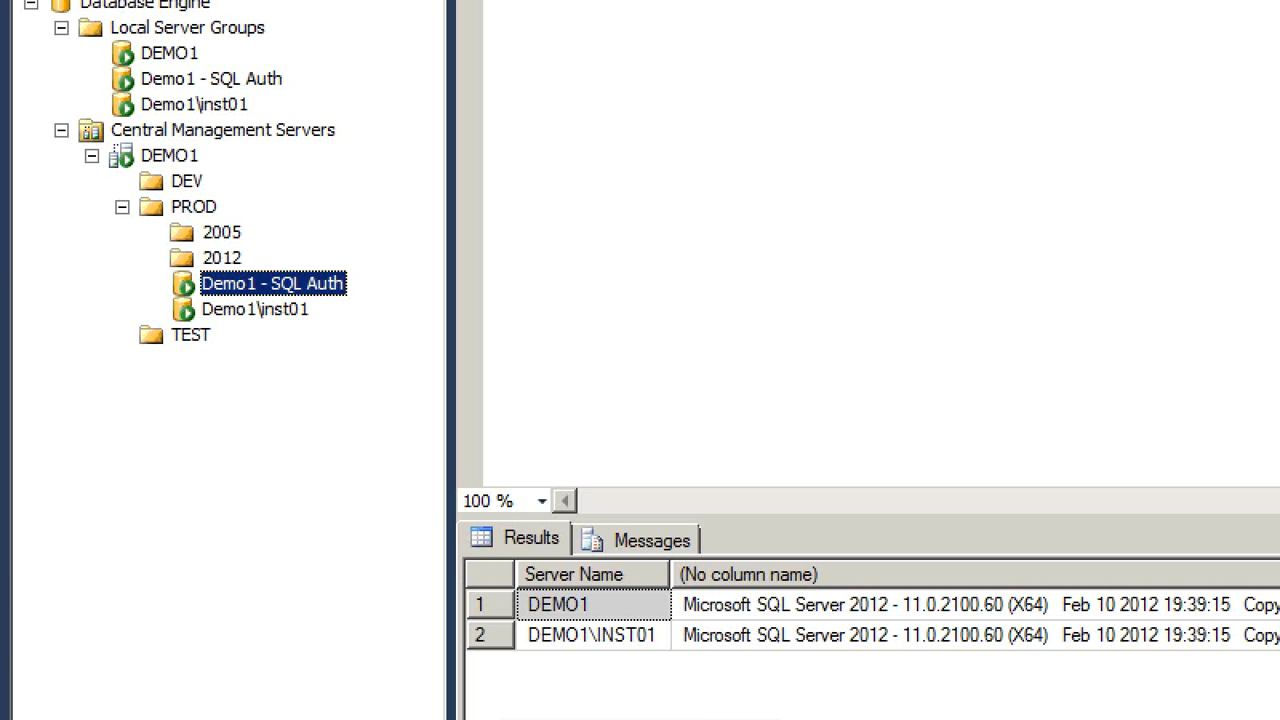 Database Engine
Local Server Groups
DEMO1
Demo1 - SQL Auth
Demo1\inst01
Central Management Servers
DEMO1
DEV
PROD
2005
2012
Demo1 - SQL Auth
Demo1\inst01
TEST
100 %
Results Messages
Server Name (No column name)
1 DEMO1 Microsoft SQL Server 2012 - 11.0.2100.60 (X64) Feb 10 2012 19:39:15 Copy
2 DEMO1\INST01 Microsoft SQL Server 2012 - 11.0.2100.60 (X64) Feb 10 2012 19:39:15 Copy